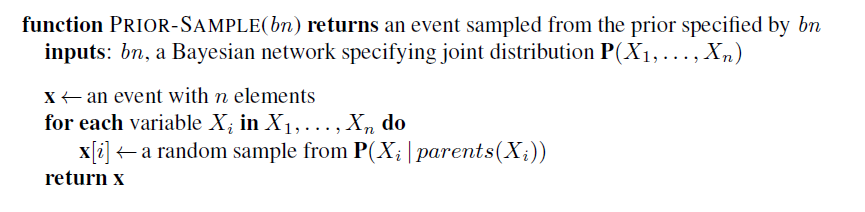 function PRIOR-SAMPLE(bn) returns an event sampled from the prior specified by bn
inputs: bn, a Bayesian network specifying joint distribution P(X₁, . . . , Xₙ)
x ← an event with n elements
for each variable Xᵢ in X₁, . . . , Xₙ do
x[i] ← a random sample from P(Xᵢ | parents(Xᵢ))
return x